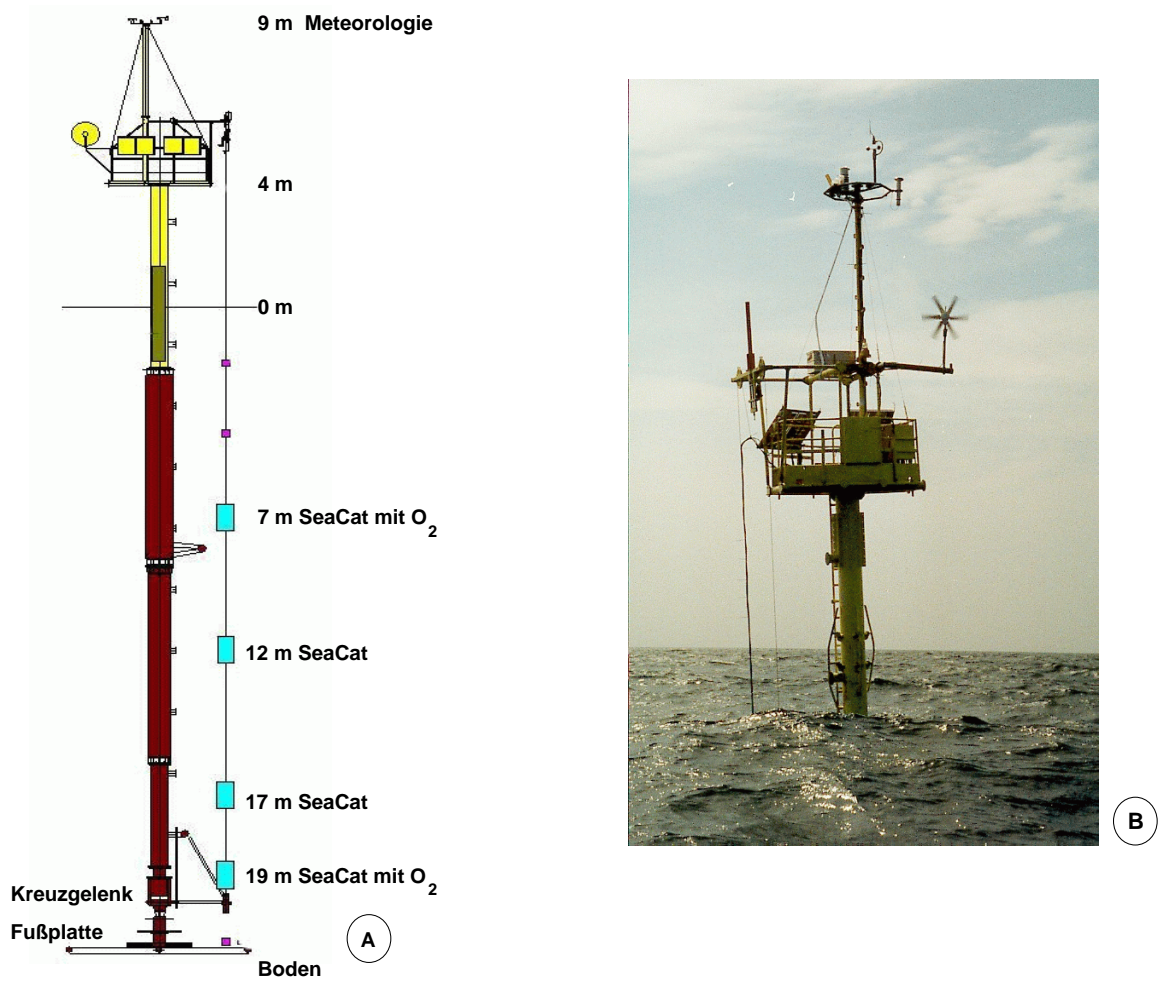 9 m Meteorologie
4 m
0 m
7 m SeaCat mit O2
12 m SeaCat
17 m SeaCat
19 m SeaCat mit O2
Kreuzgelenk
Fußplatte
Boden
A
B